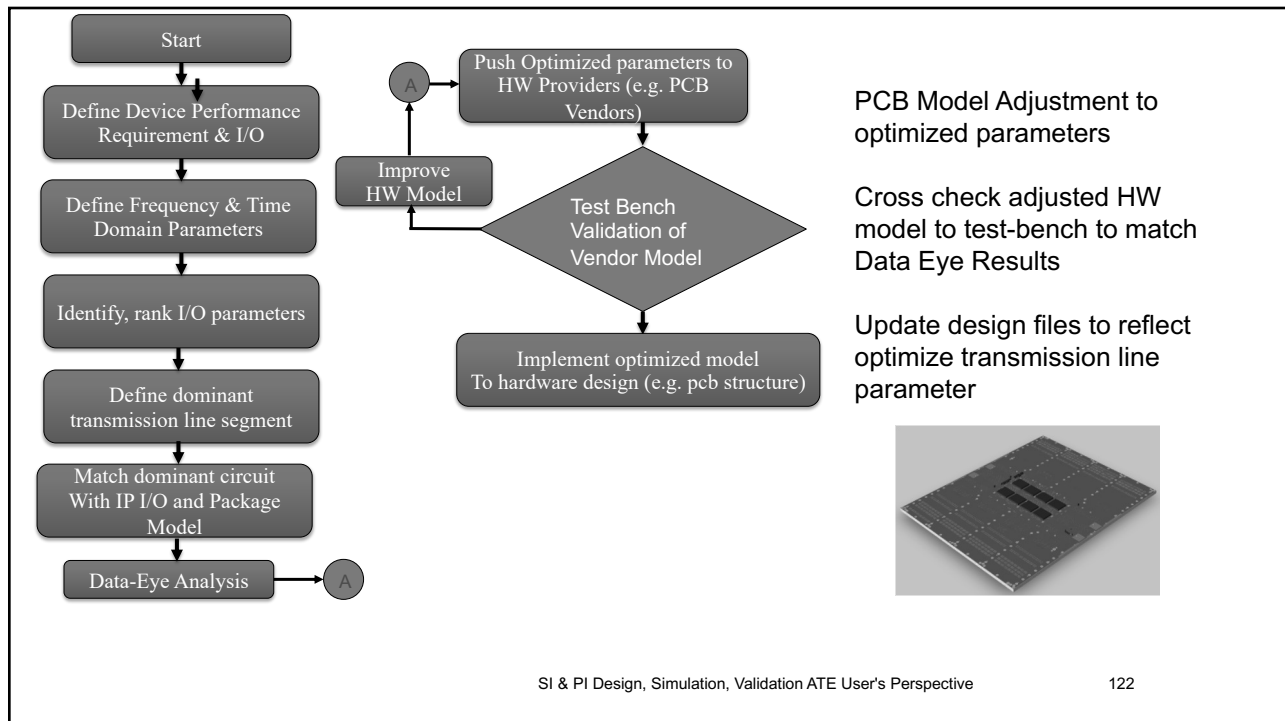 Start
Define Device Performance
Requirement & I/O
Define Frequency & Time
Domain Parameters
Identify, rank I/O parameters
Define dominant
transmission line segment
Match dominant circuit
With IP I/O and Package
Model
Data-Eye Analysis
A
A
Push Optimized parameters to
HW Providers (e.g. PCB
Vendors)
Improve
HW Model
Test Bench
Validation of
Vendor Model
Implement optimized model
To hardware design (e.g. pcb structure)
PCB Model Adjustment to
optimized parameters
Cross check adjusted HW
model to test-bench to match
Data Eye Results
Update design files to reflect
optimize transmission line
parameter
SI & PI Design, Simulation, Validation ATE User's Perspective
122